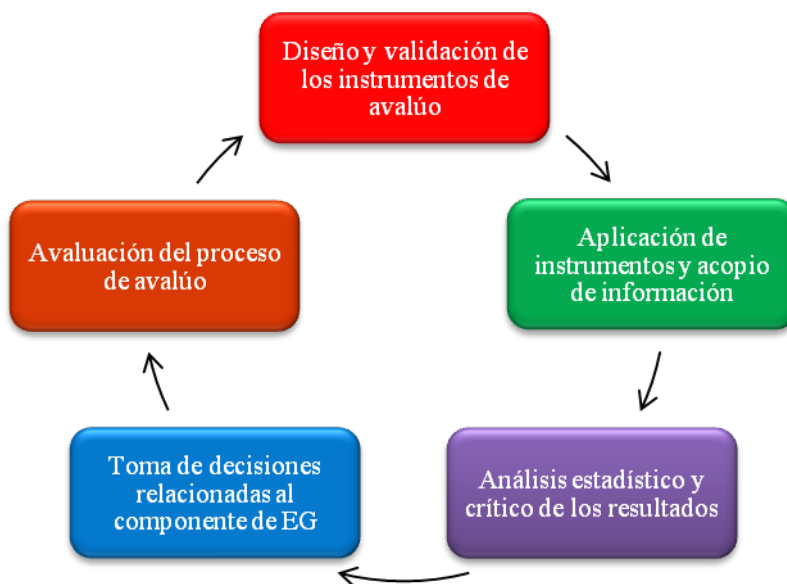 Diseño y validación de
los instrumentos de
avalúo
Aplicación de
instrumentos y acopio
de información
Análisis estadístico y
crítico de los resultados
Toma de decisiones
relacionadas al
componente de EG
Avaluación del proceso
de avalúo